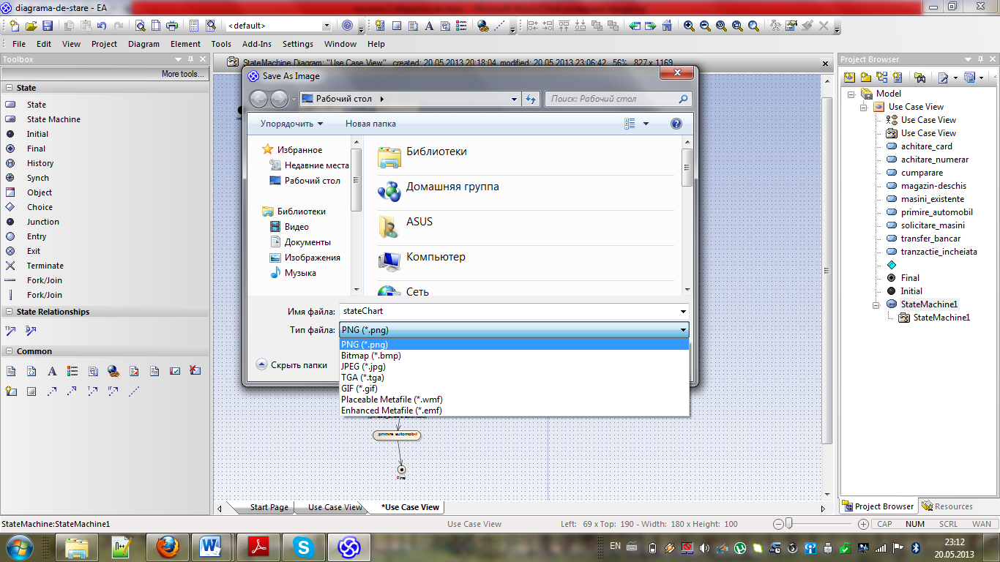 diagrama-de-stare - EA
< default>
File Edit View Project Diagram Element Tools Add-Ins Settings Window Help
Toolbox
More tools...
State
State
State Machine
Initial
Final
History
Synch
Object
Choice
Junction
Entry
Exit
Terminate
Fork/Join
Fork/Join
State Relationships
Common
StateMachine Diagram: "Use Case View" created: 20.05.2013 20:18:04 modified: 20.05.2013 23:06:42 56% 827 x 1169
Save As Image
Рабочий стол
Поиск: Рабочий стол
Упорядочить
Новая папка
Избранное
Недавние места
Рабочий стол
Библиотеки
Видео
Документы
Изображения
Музыка
Библиотеки
Домашняя группа
ASUS
Компьютер
Сеть
Имя файла: stateChart
Тип файла: PNG (*.png)
PNG (*.png)
Bitmap (*.bmp)
JPEG (*.jpg)
TGA (*.tga)
GIF (*.gif)
Placeable Metafile (*.wmf)
Enhanced Metafile (*.emf)
Скрыть папки
primire automobil
Final
Start Page Use Case View *Use Case View
Project Browser
Model
Use Case View
Use Case View
Use Case View
achitare_card
achitare_numerar
cumparare
magazin-deschis
masini_existente
primire_automobil
solicitare_masini
transfer_bancar
tranzactie_incheiata
Final
Initial
StateMachine1
StateMachine1
Project Browser Resources
StateMachine:StateMachine1
Use Case View
Left: 69 x Top: 190 - Width: 180 x Height: 100
CAP NUM SCRL WAN
EN
23:12
20.05.2013